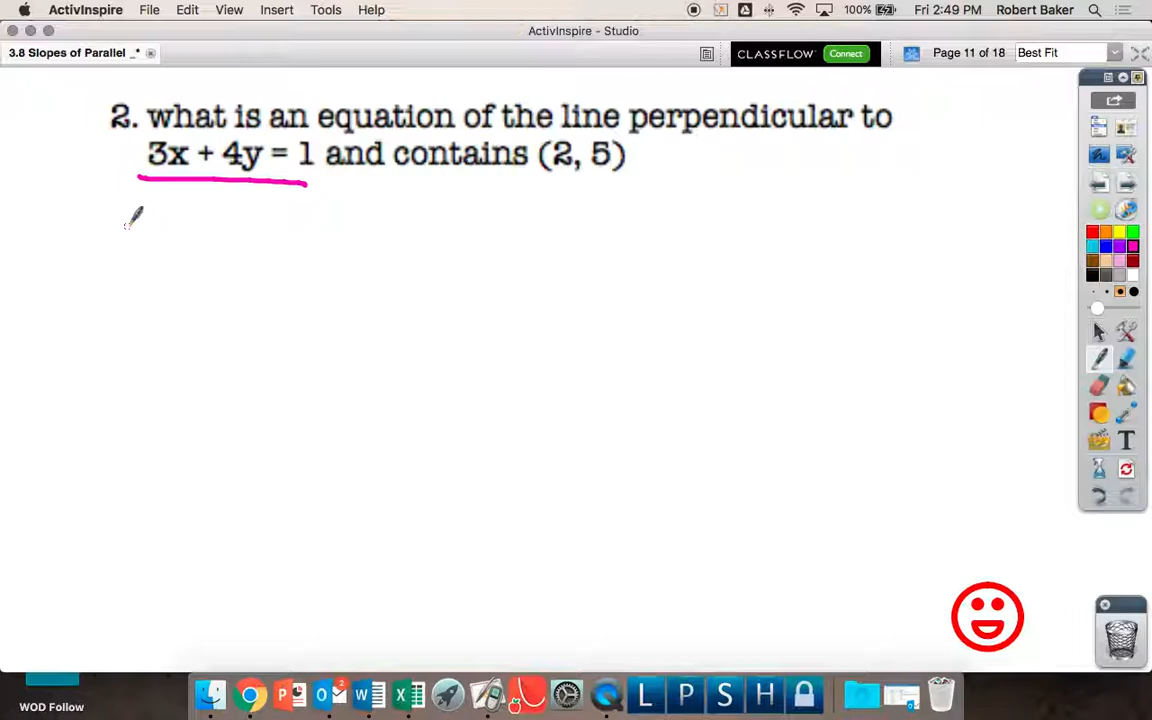 ActivInspire File Edit View Insert Tools Help 100% Fri 2:49 PM Robert Baker
ActivInspire - Studio
3.8 Slopes of Parallel _* CLASSFLOW Connect Page 11 of 18 Best Fit
2. what is an equation of the line perpendicular to
3x + 4y = 1 and contains (2, 5)
T
2
W X L P S H
WOD Follow